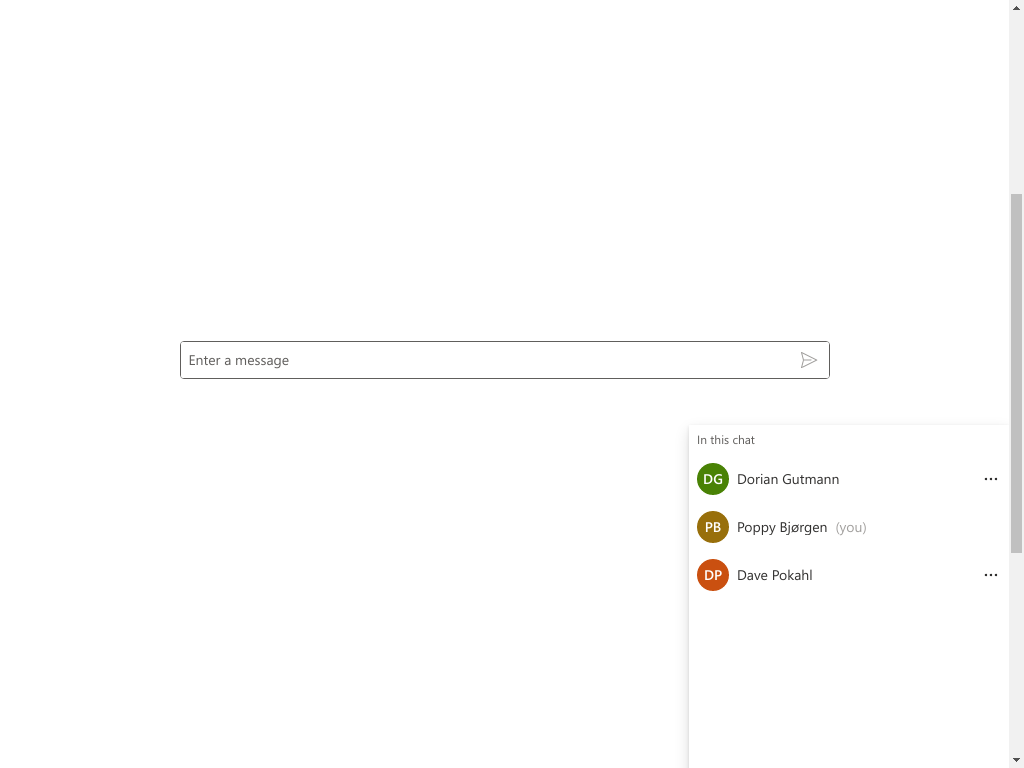 Enter a message
In this chat
DG Dorian Gutmann
PB Poppy Bjørgen (you)
DP Dave Pokahl